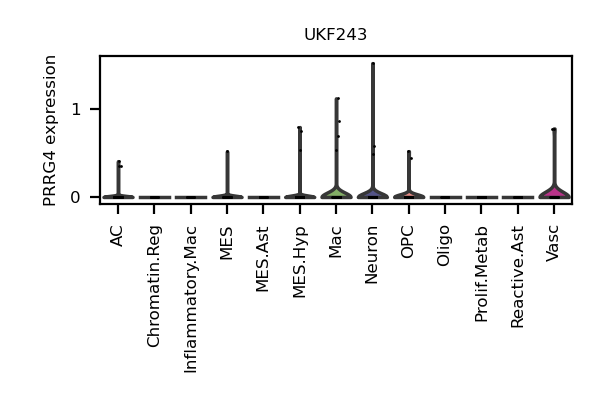 UKF243
PRRG4 expression
1
0
AC
Chromatin.Reg
Inflammatory.Mac
MES
MES.Ast
MES.Hyp
Mac
Neuron
OPC
Oligo
Prolif.Metab
Reactive.Ast
Vasc